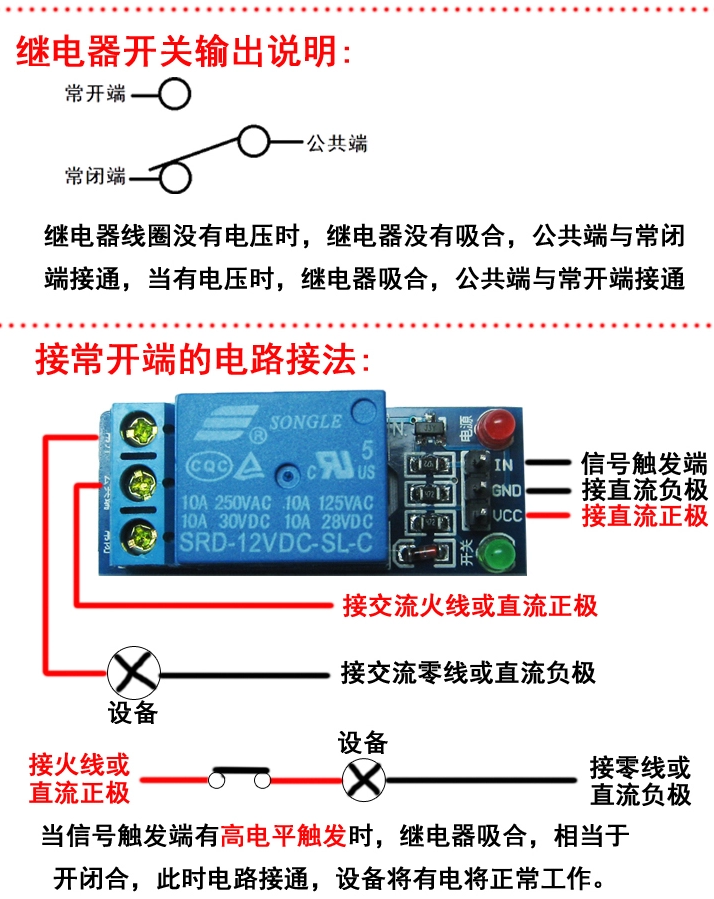 继电器开关输出说明:
常开端
公共端
常闭端
继电器线圈没有电压时，继电器没有吸合，公共端与常闭
端接通，当有电压时，继电器吸合，公共端与常开端接通
接常开端的电路接法:
SONGLE
®
CQC
C US
5
10A 250VAC 10A 125VAC
10A 30VDC 10A 28VDC
SRD-12VDC-SL-C
公共端
常闭
电源
开关
IN
GND
VCC
信号触发端
接直流负极
接直流正极
接交流火线或直流正极
接交流零线或直流负极
设备
设备
接火线或
直流正极
接零线或
直流负极
当信号触发端有高电平触发时，继电器吸合，相当于
开闭合，此时电路接通，设备将有电将正常工作。